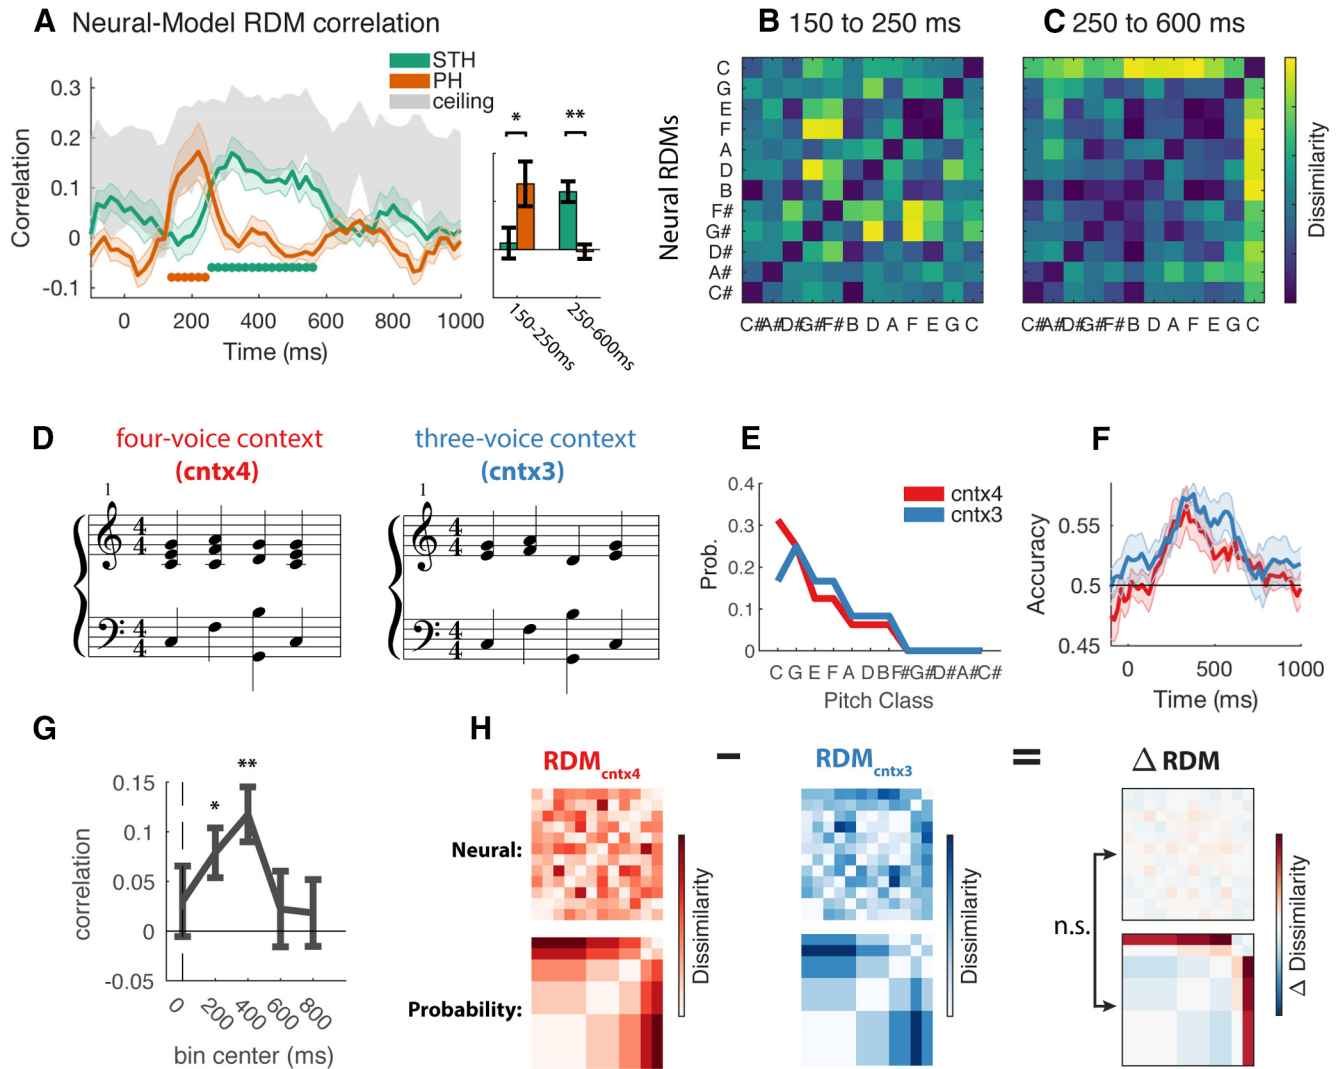 A Neural-Model RDM correlation
STH
PH
ceiling
Correlation
0.3
0.2
0.1
0
-0.1
0 200 400 600 800 1000
Time (ms)
* **
150-250ms
250-600ms
B 150 to 250 ms
Neural RDMs
C
G
E
F
A
D
B
F#
G#
D#
A#
C#
C# A# D# G# F# B D A F E G C
C 250 to 600 ms
C# A# D# G# F# B D A F E G C
Dissimilarity
D
four-voice context
(cntx4)
1
4
4
4
4
three-voice context
(cntx3)
1
4
4
4
4
E
cntx4
cntx3
Prob.
0.4
0.3
0.2
0.1
0
C G E F A D B F# G# D# A# C#
Pitch Class
F
Accuracy
0.55
0.5
0.45
0 500 1000
Time (ms)
G
correlation
0.15
0.1
0.05
0
-0.05
* **
0 200 400 600 800
bin center (ms)
H
RDM cntx4 − RDM cntx3 = Δ RDM
Neural:
Probability:
Dissimilarity
Dissimilarity
n.s.
Δ Dissimilarity